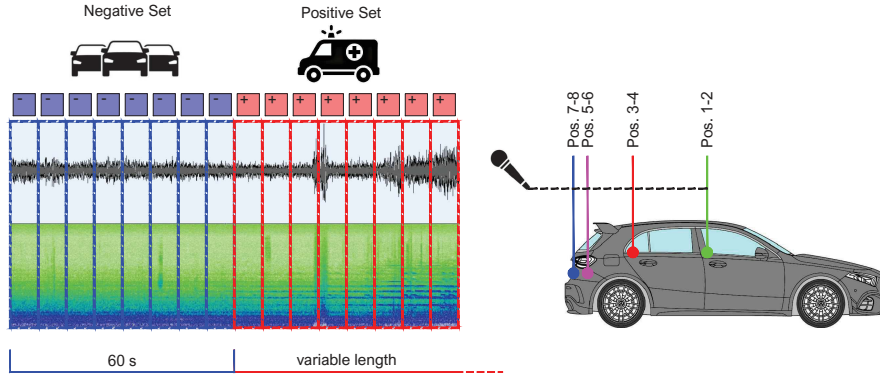 Negative Set
Positive Set
- - - - - - - - + + + + + + + +
Pos. 7-8
Pos. 5-6
Pos. 3-4
Pos. 1-2
60 s
variable length